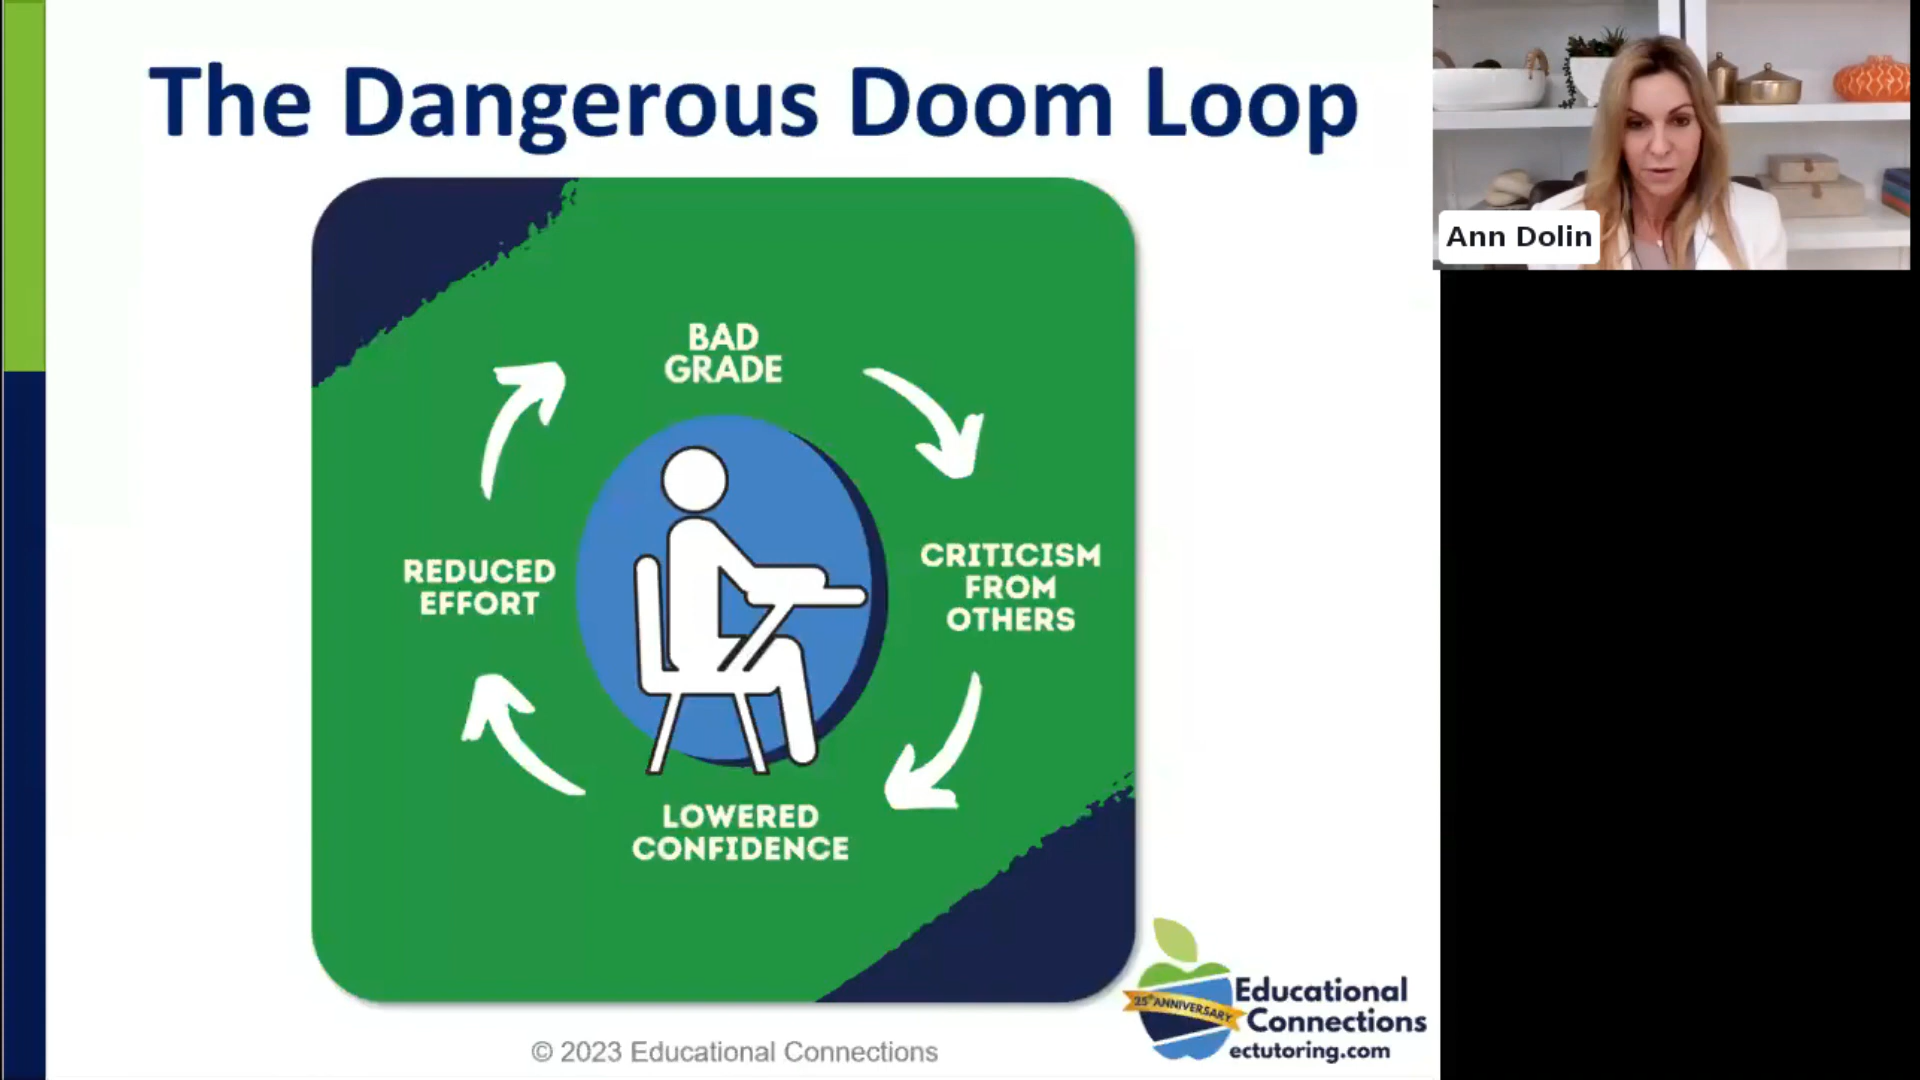 The Dangerous Doom Loop
BAD
GRADE
CRITICISM
FROM
OTHERS
LOWERED
CONFIDENCE
REDUCED
EFFORT
Ann Dolin
25th ANNIVERSARY
Educational
Connections
ectutoring.com
© 2023 Educational Connections